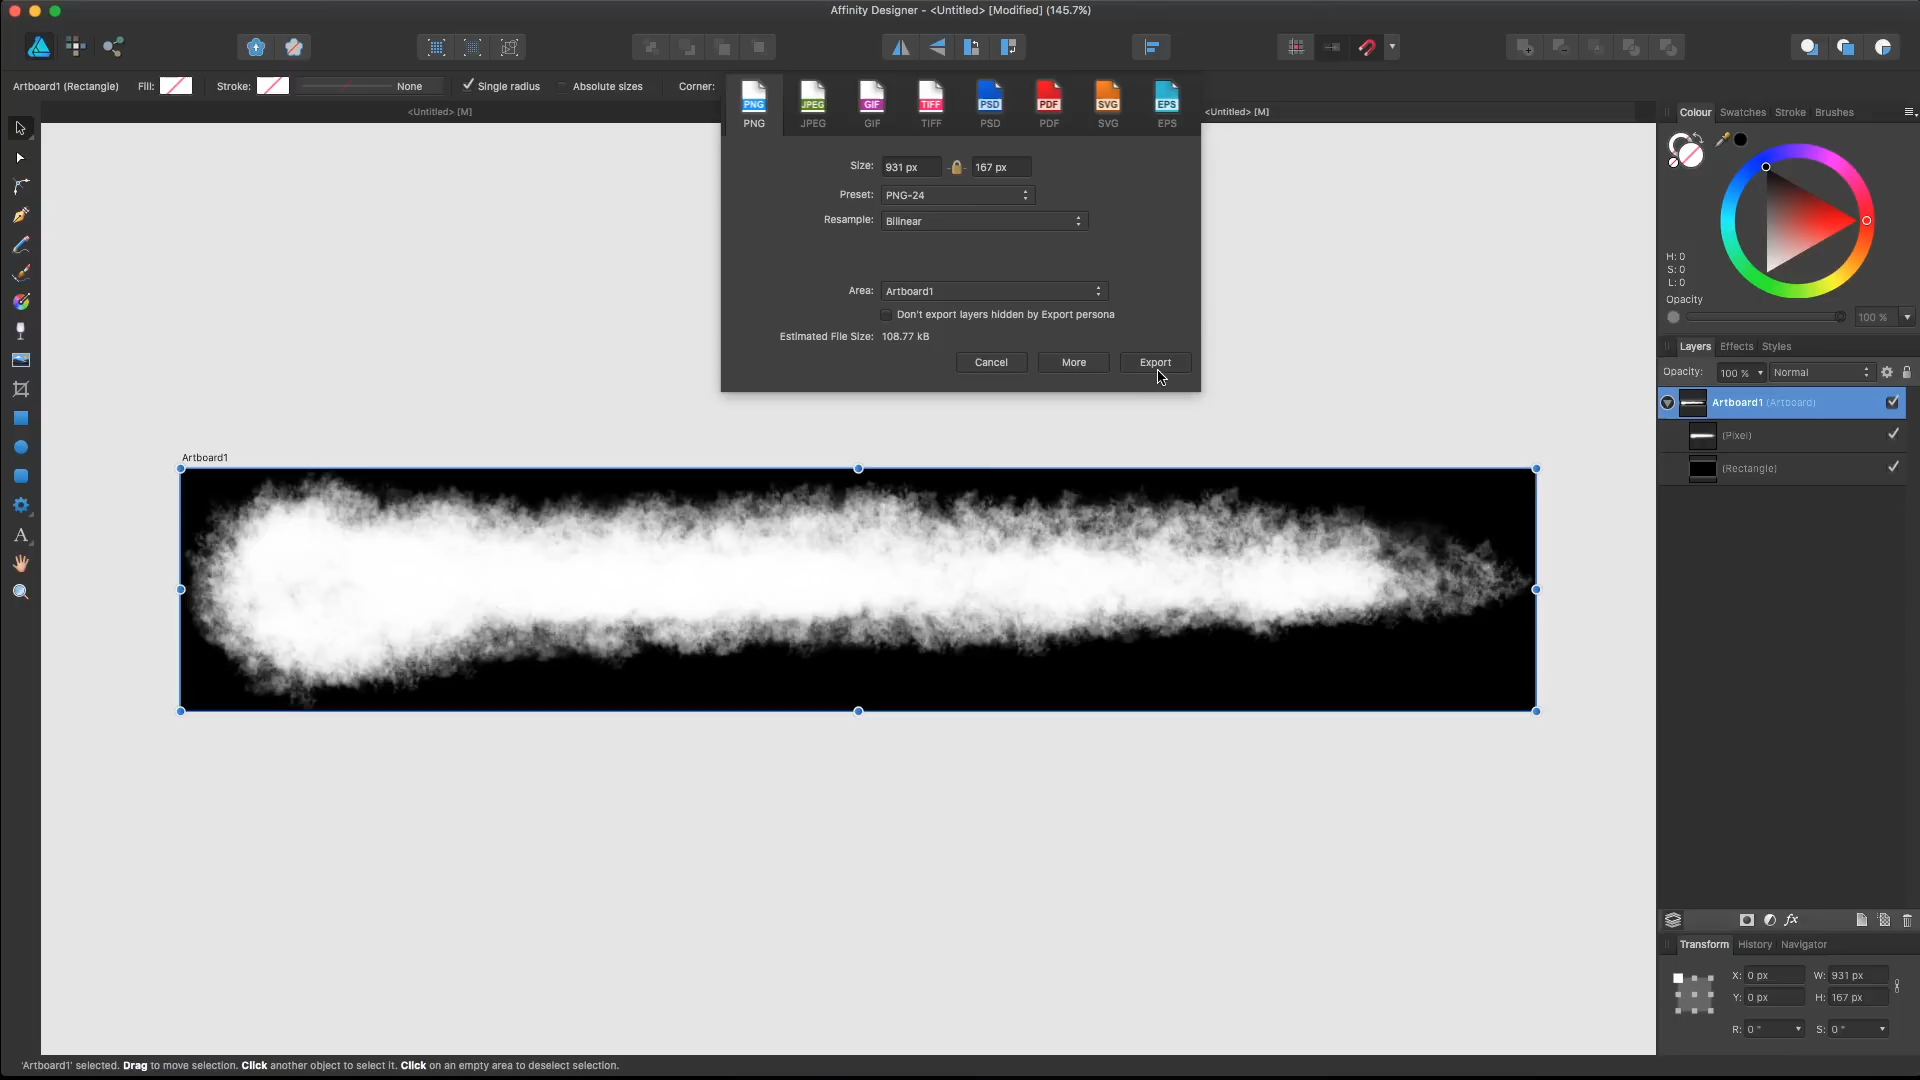 Affinity Designer - <Untitled> [Modified] (145.7%)
Artboard1 (Rectangle) Fill: Stroke: None Single radius Absolute sizes Corner:
<Untitled> [M] <Untitled> [M]
PNG JPEG GIF TIFF PSD PDF SVG EPS
PNG JPEG GIF TIFF PSD PDF SVG EPS
Size: 931 px 167 px
Preset: PNG-24
Resample: Bilinear
Area: Artboard1
Don't export layers hidden by Export persona
Estimated File Size: 108.77 kB
Cancel More Export
Colour Swatches Stroke Brushes
H: 0
S: 0
L: 0
Opacity
100 %
Layers Effects Styles
Opacity: 100 % Normal
Artboard1 (Artboard)
(Pixel)
(Rectangle)
Artboard1
A
fx
Transform History Navigator
X: 0 px W: 931 px
Y: 0 px H: 167 px
R: 0 ° S: 0 °
'Artboard1' selected. Drag to move selection. Click another object to select it. Click on an empty area to deselect selection.